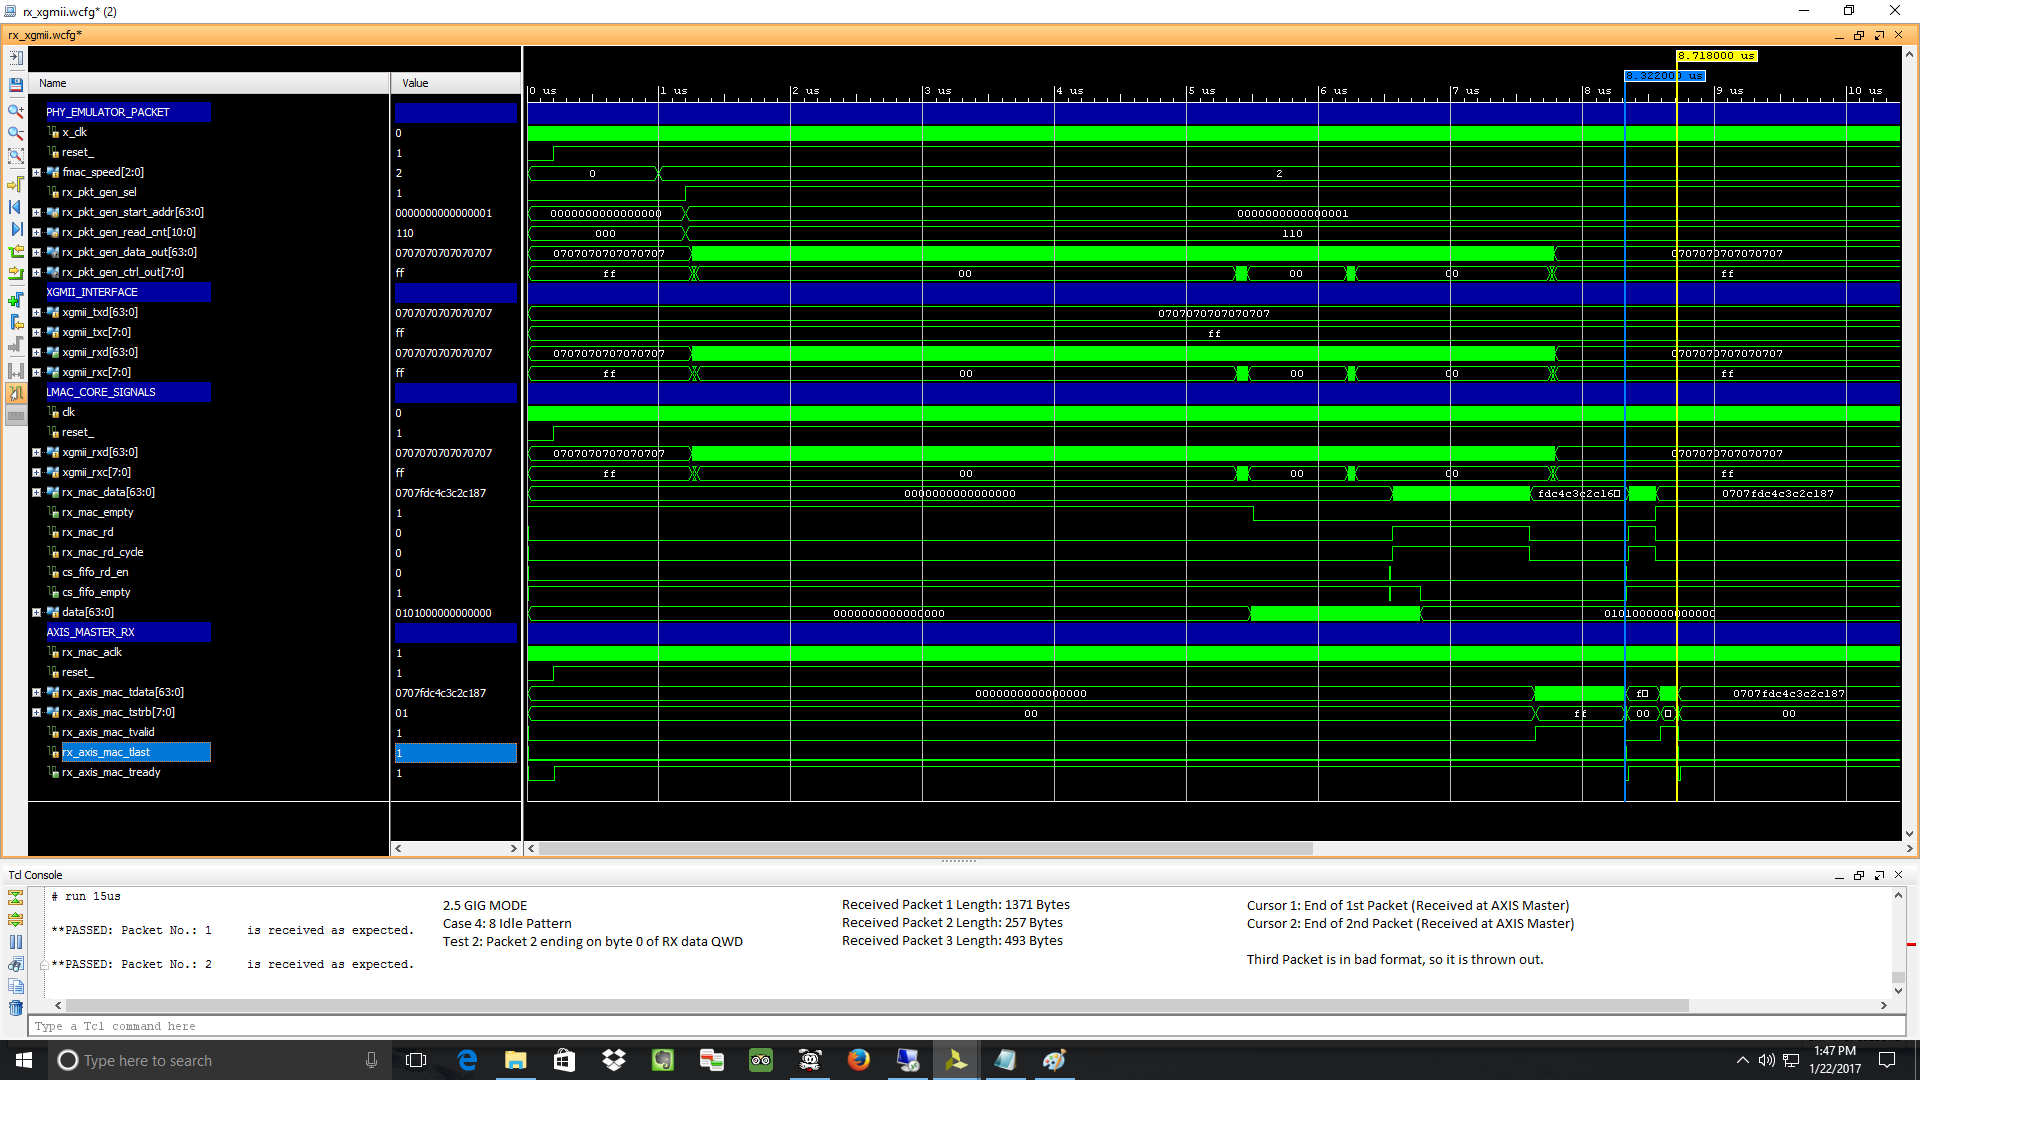 rx_xgmii.wcfg* (2)
rx_xgmii.wcfg*
8.718000 us
8.322000 us
Name Value
0 us 1 us 2 us 3 us 4 us 5 us 6 us 7 us 8 us 9 us 10 us
PHY_EMULATOR_PACKET
x_clk 0
reset_ 1
fmac_speed[2:0] 2 0 2
rx_pkt_gen_sel 1
rx_pkt_gen_start_addr[63:0] 0000000000000001 0000000000000000 0000000000000001
rx_pkt_gen_read_cnt[10:0] 110 000 110
rx_pkt_gen_data_out[63:0] 0707070707070707 0707070707070707 0707070707070707
rx_pkt_gen_ctrl_out[7:0] ff ff 00 00 00 ff
XGMII_INTERFACE
xgmii_txd[63:0] 0707070707070707 0707070707070707
xgmii_txc[7:0] ff ff
xgmii_rxd[63:0] 0707070707070707 0707070707070707 0707070707070707
xgmii_rxc[7:0] ff ff 00 00 00 ff
LMAC_CORE_SIGNALS
clk 0
reset_ 1
xgmii_rxd[63:0] 0707070707070707 0707070707070707 0707070707070707
xgmii_rxc[7:0] ff ff 00 00 00 ff
rx_mac_data[63:0] 0707fdc4c3c2c187 0000000000000000 fdc4c3c2c16 0707fdc4c3c2c187
rx_mac_empty 1
rx_mac_rd 0
rx_mac_rd_cycle 0
cs_fifo_rd_en 0
cs_fifo_empty 1
data[63:0] 0101000000000000 0000000000000000 0101000000000000
AXIS_MASTER_RX
rx_mac_aclk 1
reset_ 1
rx_axis_mac_tdata[63:0] 0707fdc4c3c2c187 0000000000000000 f 0707fdc4c3c2c187
rx_axis_mac_tstrb[7:0] 01 00 ff 00 00
rx_axis_mac_tvalid 1
rx_axis_mac_tlast 1
rx_axis_mac_tready 1
Tcl Console
# run 15us
**PASSED: Packet No.: 1 is received as expected.
**PASSED: Packet No.: 2 is received as expected.
2.5 GIG MODE
Case 4: 8 Idle Pattern
Test 2: Packet 2 ending on byte 0 of RX data QWD
Received Packet 1 Length: 1371 Bytes
Received Packet 2 Length: 257 Bytes
Received Packet 3 Length: 493 Bytes
Cursor 1: End of 1st Packet (Received at AXIS Master)
Cursor 2: End of 2nd Packet (Received at AXIS Master)
Third Packet is in bad format, so it is thrown out.
Type a Tcl command here
Type here to search
1:47 PM
1/22/2017